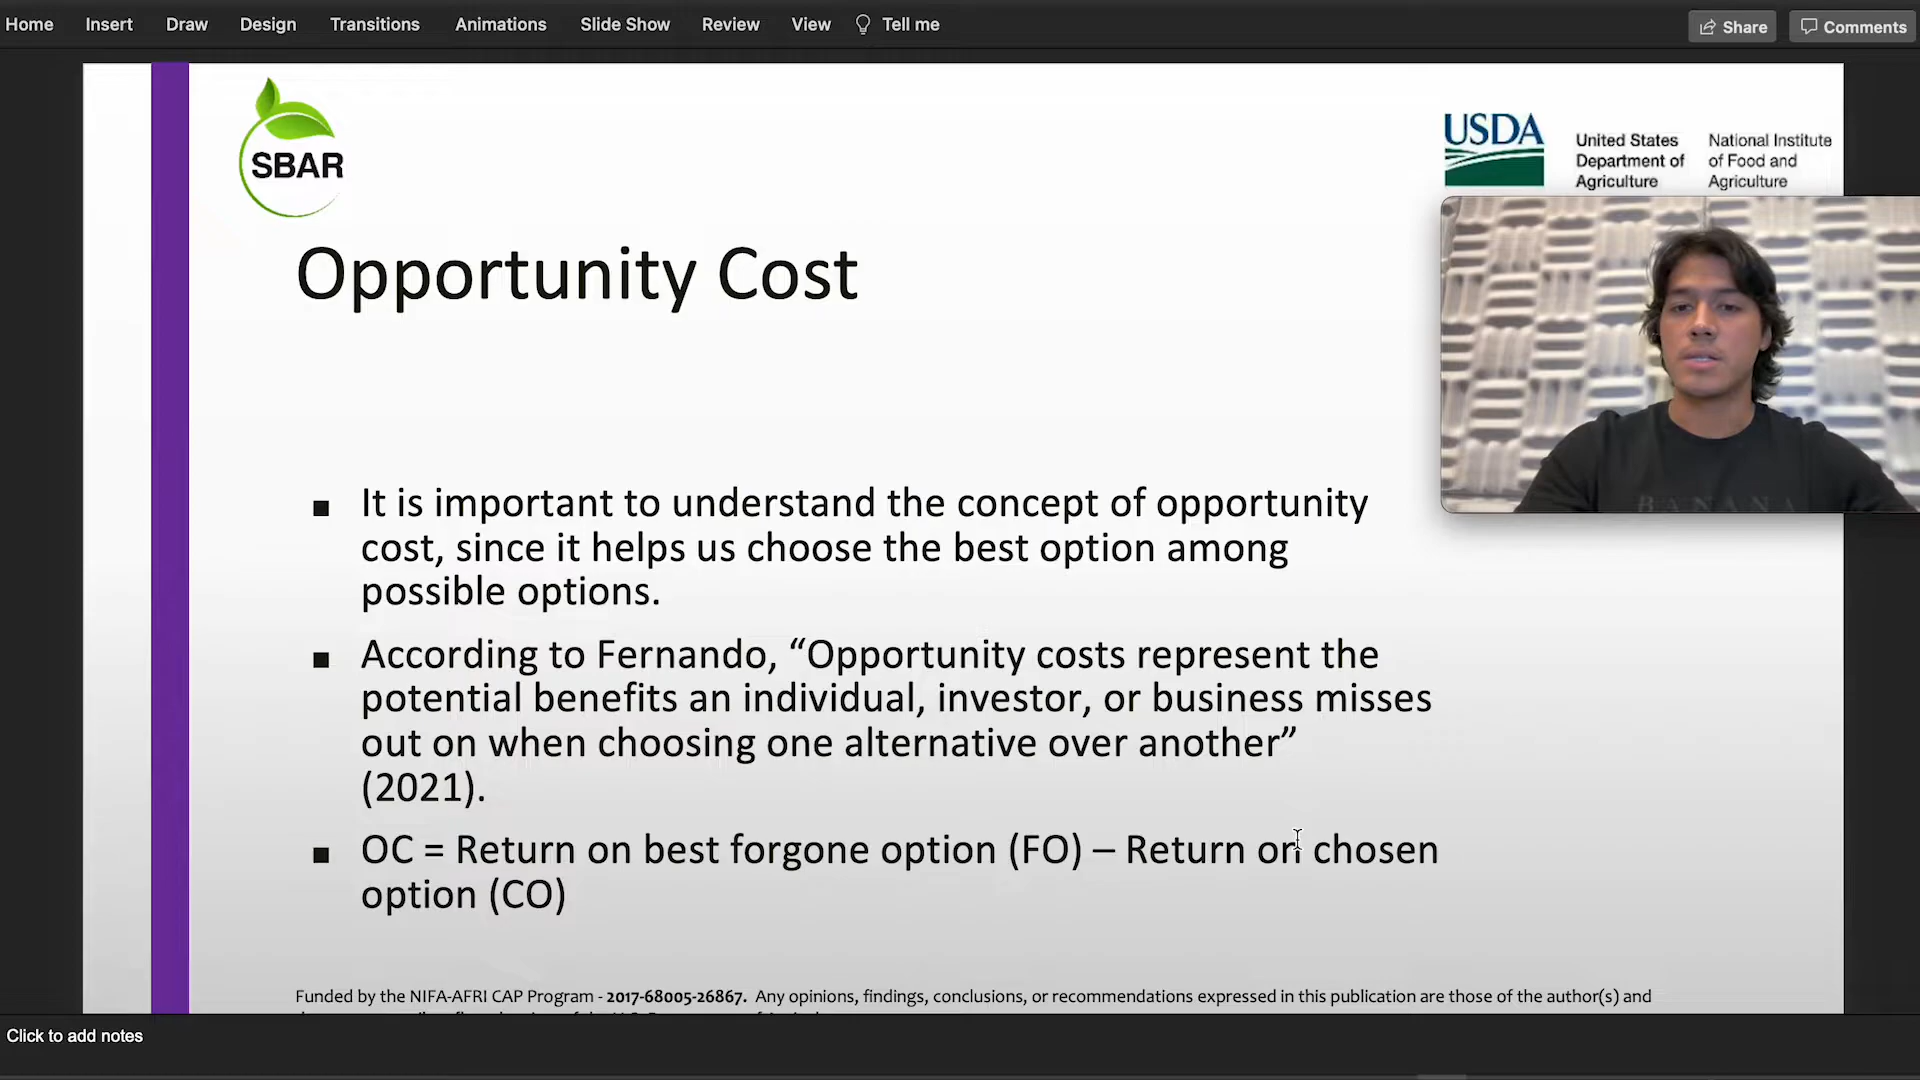 Home Insert Draw Design Transitions Animations Slide Show Review View Tell me Share Comments
SBAR
USDA
United States
Department of
Agriculture
National Institute
of Food and
Agriculture
Opportunity Cost
BANANA
■ It is important to understand the concept of opportunity
cost, since it helps us choose the best option among
possible options.
■ According to Fernando, “Opportunity costs represent the
potential benefits an individual, investor, or business misses
out on when choosing one alternative over another”
(2021).
■ OC = Return on best forgone option (FO) – Return on chosen
option (CO)
Funded by the NIFA-AFRI CAP Program - 2017-68005-26867. Any opinions, findings, conclusions, or recommendations expressed in this publication are those of the author(s) and
Click to add notes